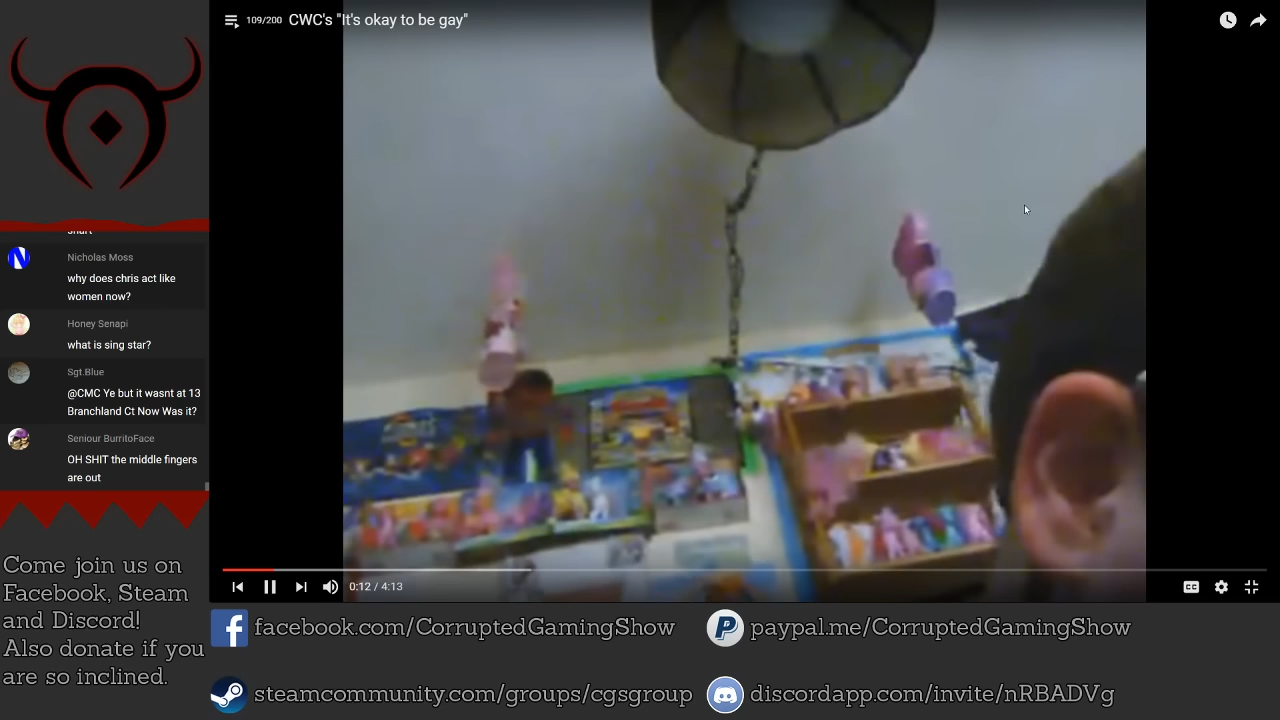 109/200 CWC's "It's okay to be gay"
Nicholas Moss
why does chris act like
women now?
Honey Senapi
what is sing star?
Sgt.Blue
@CMC Ye but it wasnt at 13
Branchland Ct Now Was it?
Seniour BurritoFace
OH SHIT the middle fingers
are out
0:12 / 4:13
CC
Come join us on
Facebook, Steam
and Discord!
Also donate if you
are so inclined.
facebook.com/CorruptedGamingShow
paypal.me/CorruptedGamingShow
steamcommunity.com/groups/cgsgroup
discordapp.com/invite/nRBADVg